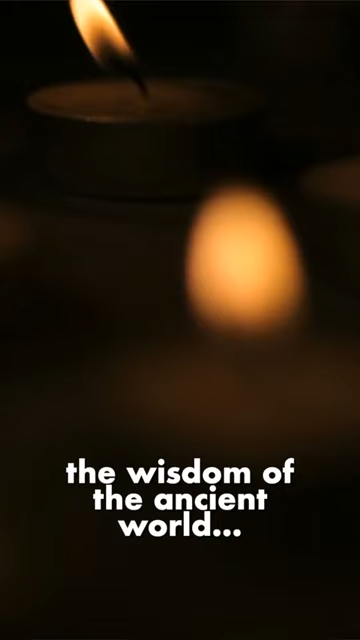 the wisdom of
the ancient
world...